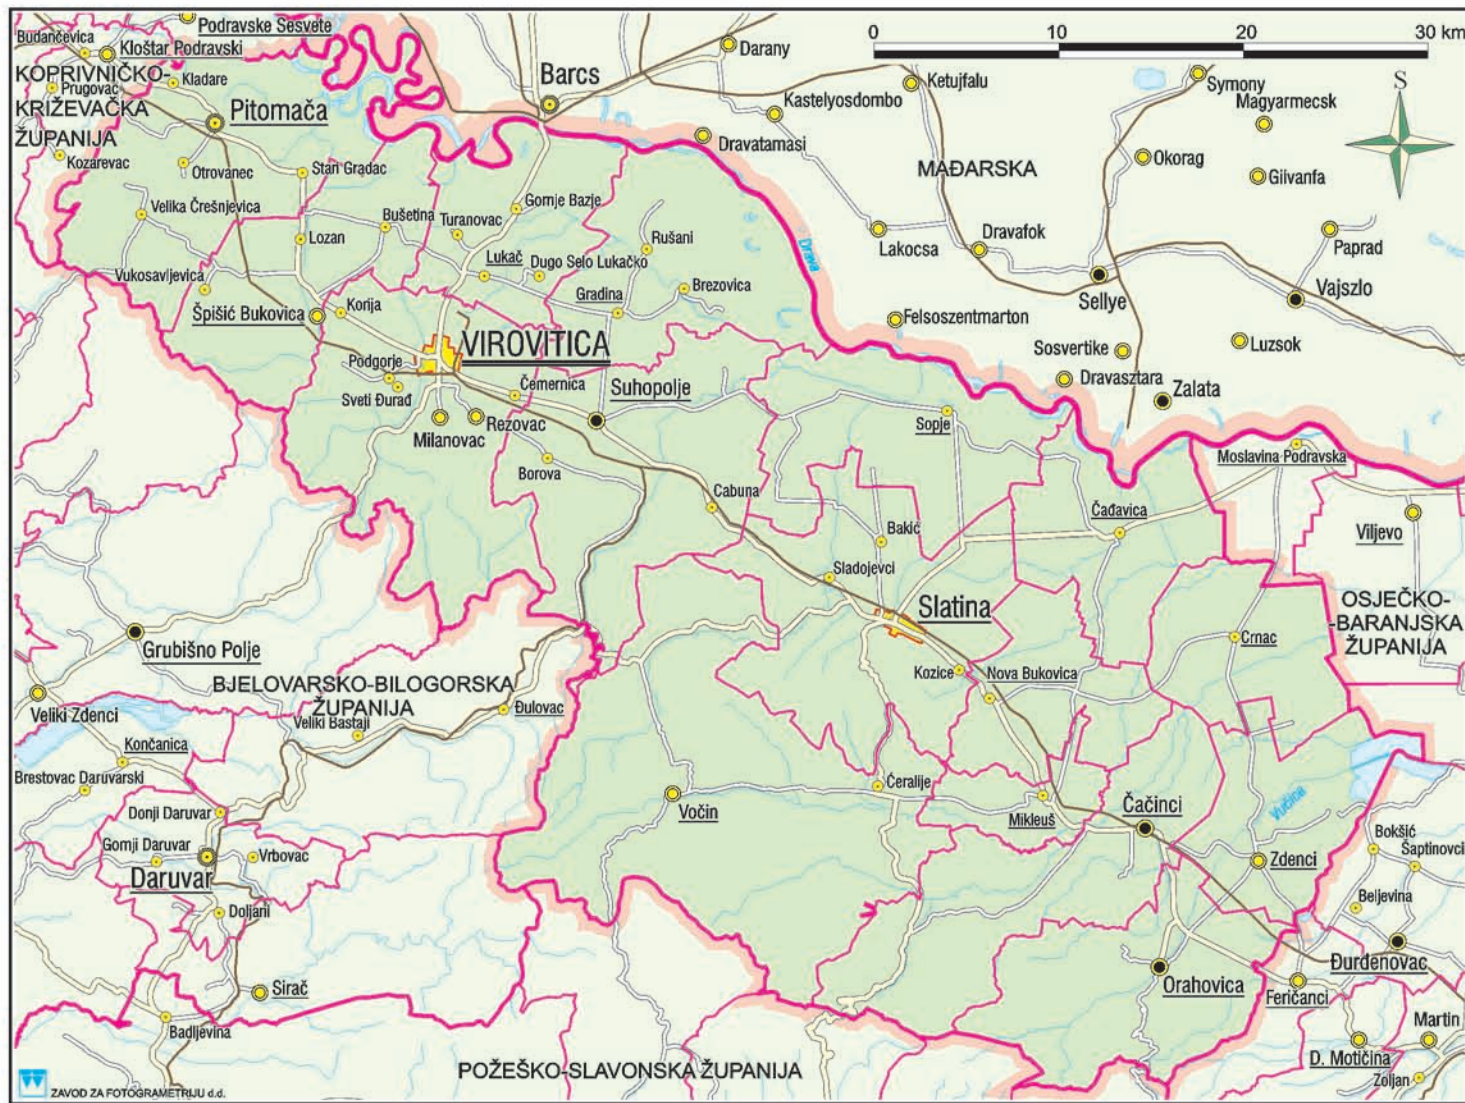 Podravske Sesvete
Budančevica
Kloštar Podravski
Darany
0
10
20
30 km
KOPRIVNIČKO-
KRIŽEVAČKA
ŽUPANIJA
Prugovac
Kladare
Barcs
Ketujfalu
Symony
Magyarmecsk
S
Pitomača
Kastelyosdombo
Dravatamasi
Kozarevac
Otrovanec
Stari Gradac
MAĐARSKA
Okorag
Giivanfa
Velika Črešnjevica
Bušetina
Turanovac
Gornje Bazje
Lozan
Rušani
Drava
Lakocsa
Dravafok
Paprad
Vukosavljevica
Lukač
Dugo Selo Lukačko
Gradina
Brezovica
Sellye
Vajszlo
Špišić Bukovica
Korija
Felsoszentmarton
VIROVITICA
Sosvertike
Luzsok
Podgorje
Sveti Đurađ
Čemernica
Suhopolje
Dravasztara
Zalata
Milanovac
Rezovac
Sopje
Borova
Moslavina Podravska
Cabuna
Čađavica
Viljevo
Bakić
Sladojevci
Slatina
OSJEČKO-
-BARANJSKA
ŽUPANIJA
Grubišno Polje
Crnac
Kozice
Nova Bukovica
BJELOVARSKO-BILOGORSKA
ŽUPANIJA
Veliki Zdenci
Veliki Bastaji
Đulovac
Končanica
Brestovac Daruvarski
Donji Daruvar
Voćin
Ćeralije
Mikleuš
Čačinci
Vučica
Gornji Daruvar
Vrbovac
Daruvar
Zdenci
Bokšić
Šaptinovci
Doljani
Beljevina
Đurđenovac
Sirač
Orahovica
Feričanci
Badljevina
Martin
D. Motičina
Zoljan
POŽEŠKO-SLAVONSKA ŽUPANIJA
ZAVOD ZA FOTOGRAMETRIJU d.d.